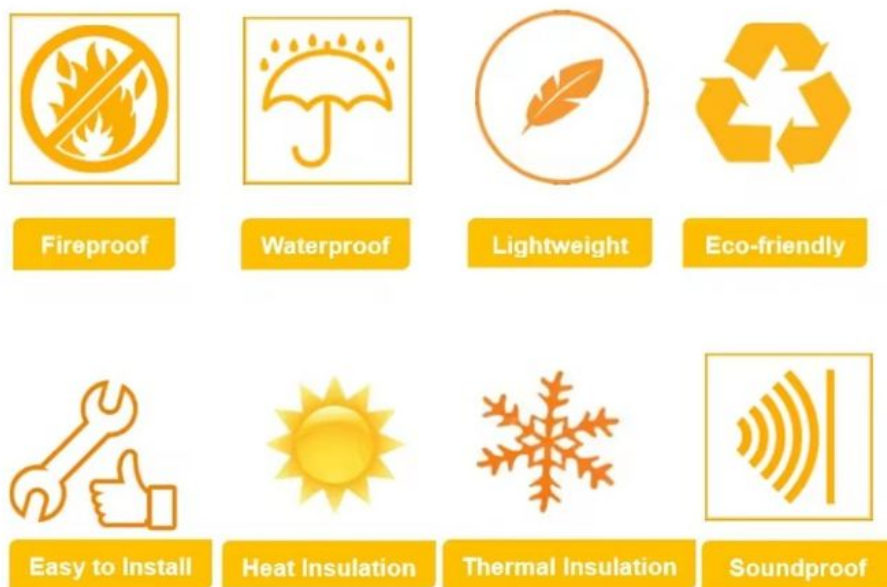 Fireproof
Waterproof
Lightweight
Eco-friendly
Easy to Install
Heat Insulation
Thermal Insulation
Soundproof